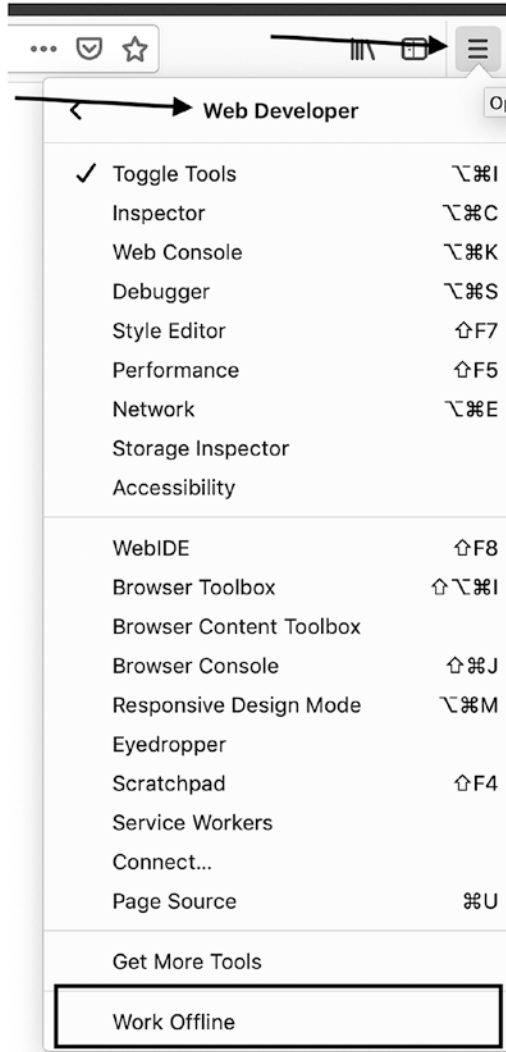 Op
Web Developer
✓ Toggle Tools ⌥⌘I
Inspector ⌥⌘C
Web Console ⌥⌘K
Debugger ⌥⌘S
Style Editor ⇧F7
Performance ⇧F5
Network ⌥⌘E
Storage Inspector
Accessibility
WebIDE ⇧F8
Browser Toolbox ⇧⌥⌘I
Browser Content Toolbox
Browser Console ⇧⌘J
Responsive Design Mode ⌥⌘M
Eyedropper
Scratchpad ⇧F4
Service Workers
Connect...
Page Source ⌘U
Get More Tools
Work Offline